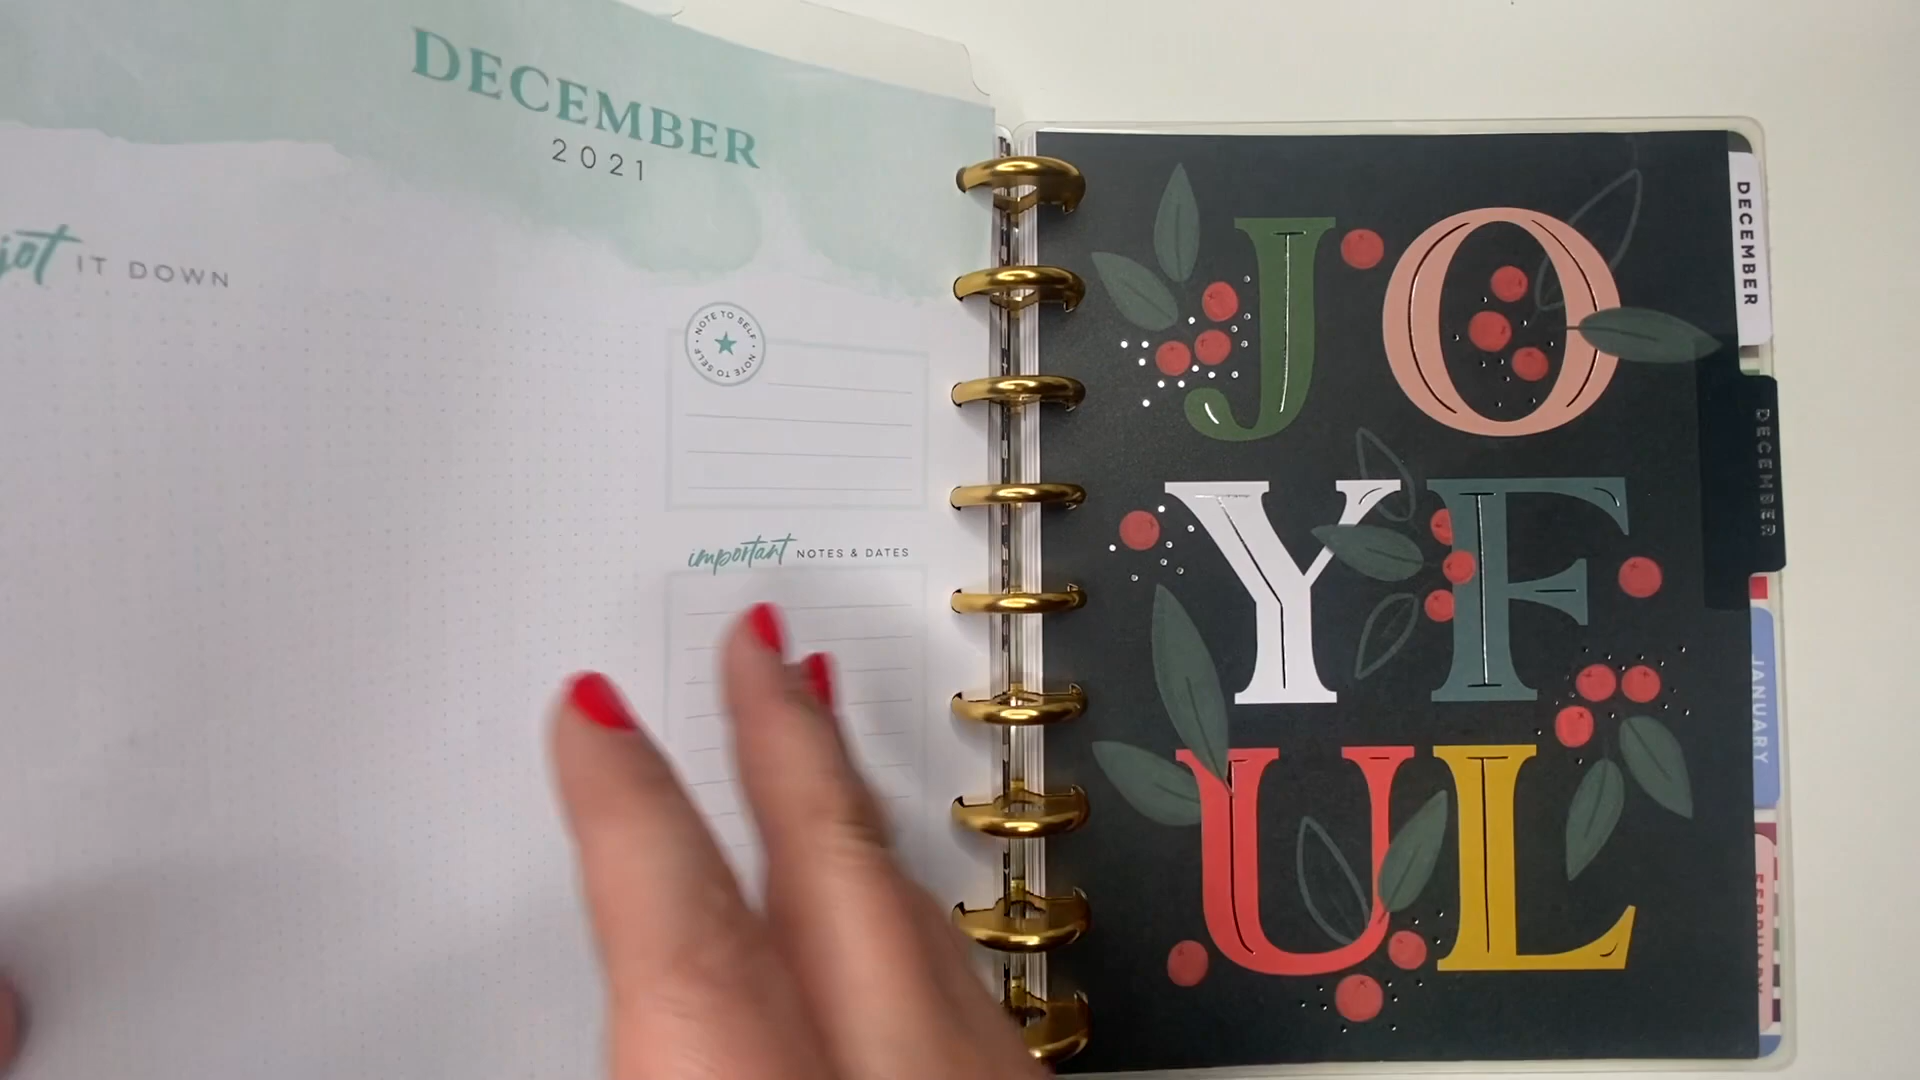 DECEMBER
2021
jot IT DOWN
NOTE TO SELF • NOTE TO SELF •
important NOTES & DATES
JO
YF
UL
DECEMBER
DECEMBER
JANUARY
FEBRUARY